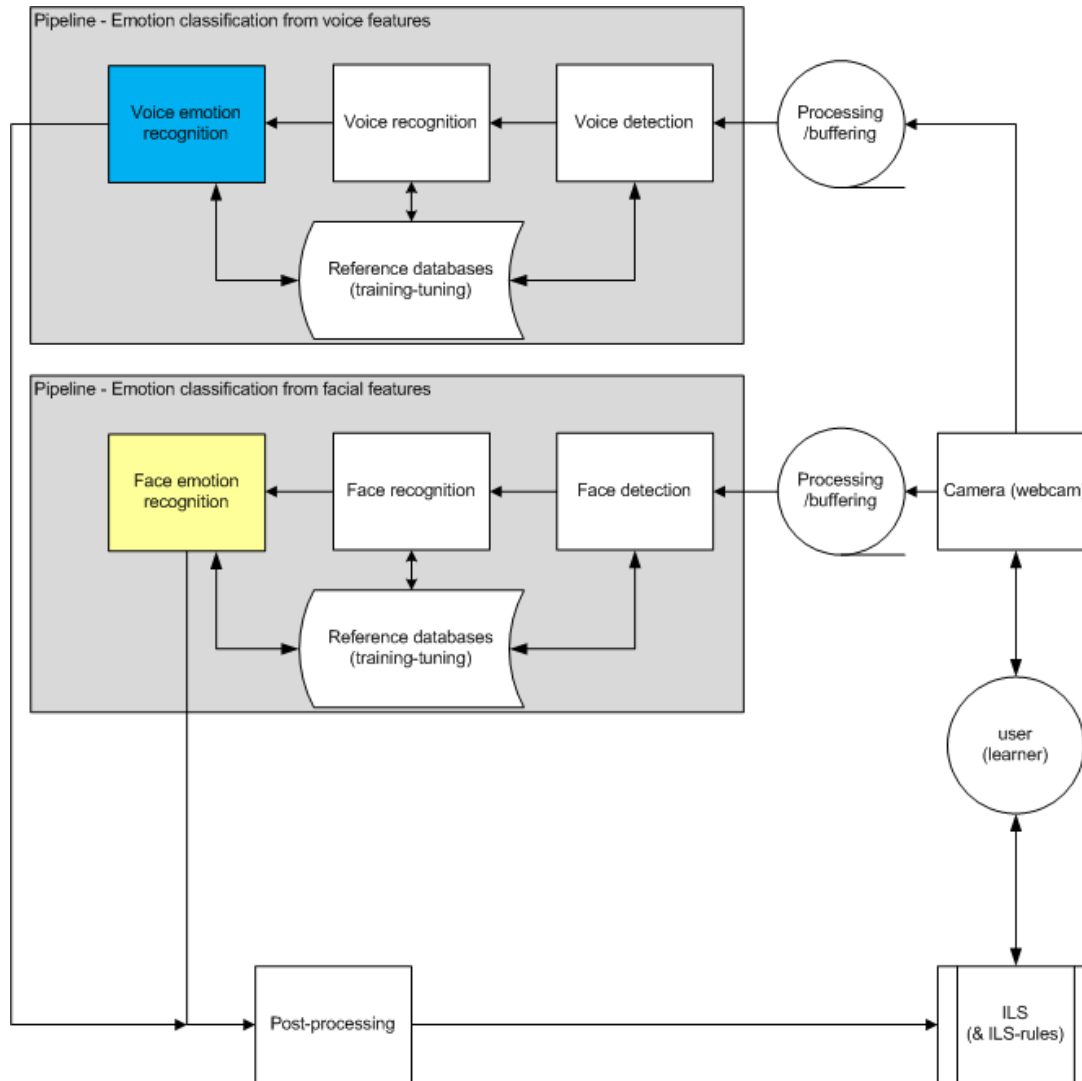 Pipeline - Emotion classification from voice features
Voice emotion
recognition
Voice recognition
Voice detection
Processing
/buffering
Reference databases
(training-tuning)
Pipeline - Emotion classification from facial features
Face emotion
recognition
Face recognition
Face detection
Processing
/buffering
Camera (webcam)
Reference databases
(training-tuning)
user
(learner)
Post-processing
ILS
(& ILS-rules)